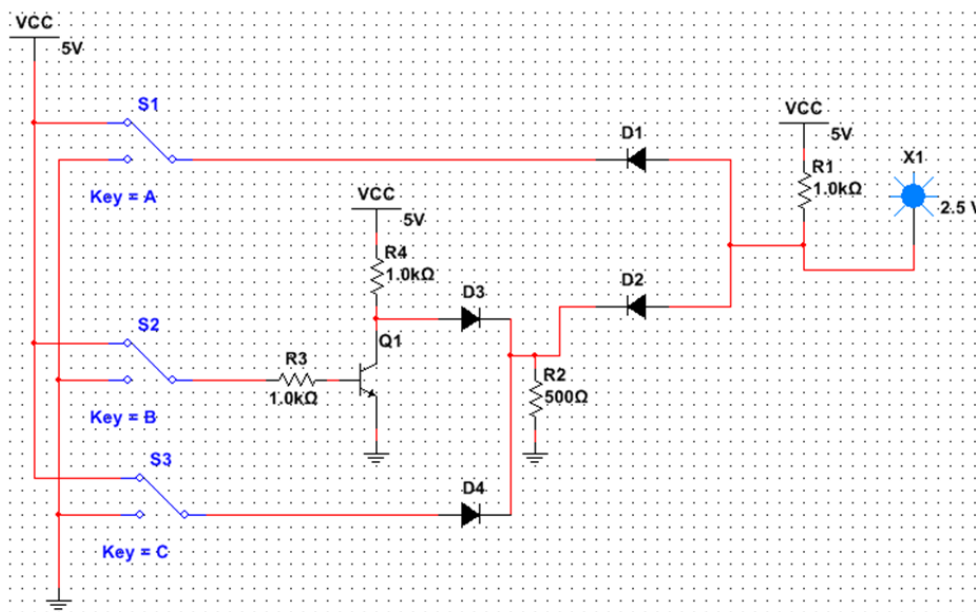 VCC
5V
S1
Key = A
D1
VCC
5V
R1
1.0kΩ
X1
2.5 V
VCC
5V
R4
1.0kΩ
D3
D2
S2
Key = B
R3
1.0kΩ
Q1
R2
500Ω
S3
Key = C
D4